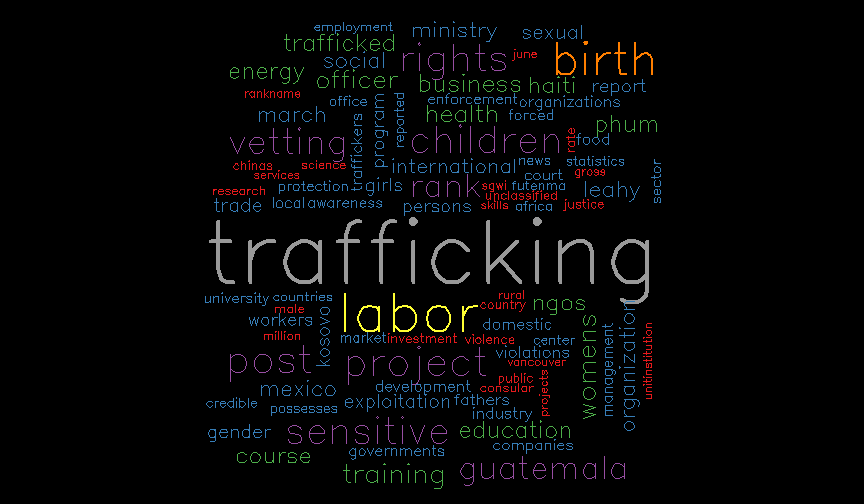 employment ministry sexual
trafficked rights june birth
social
energy officer business haiti report
rankname office enforcement organizations
march traffickers program reported health forced phum
vetting children rate food
chinas science international news statistics
services court gross sector
research protection girls rank sgwi futenma leahy
unclassified
trade local awareness persons skills africa justice
trafficking
university countries labor rural ngos
male country
workers kosovo domestic womens management organization unitinstitution
million market investment violence center
post project violations
vancouver
mexico development public projects
consular
credible possesses exploitation fathers
industry
gender sensitive education
governments companies
course training guatemala